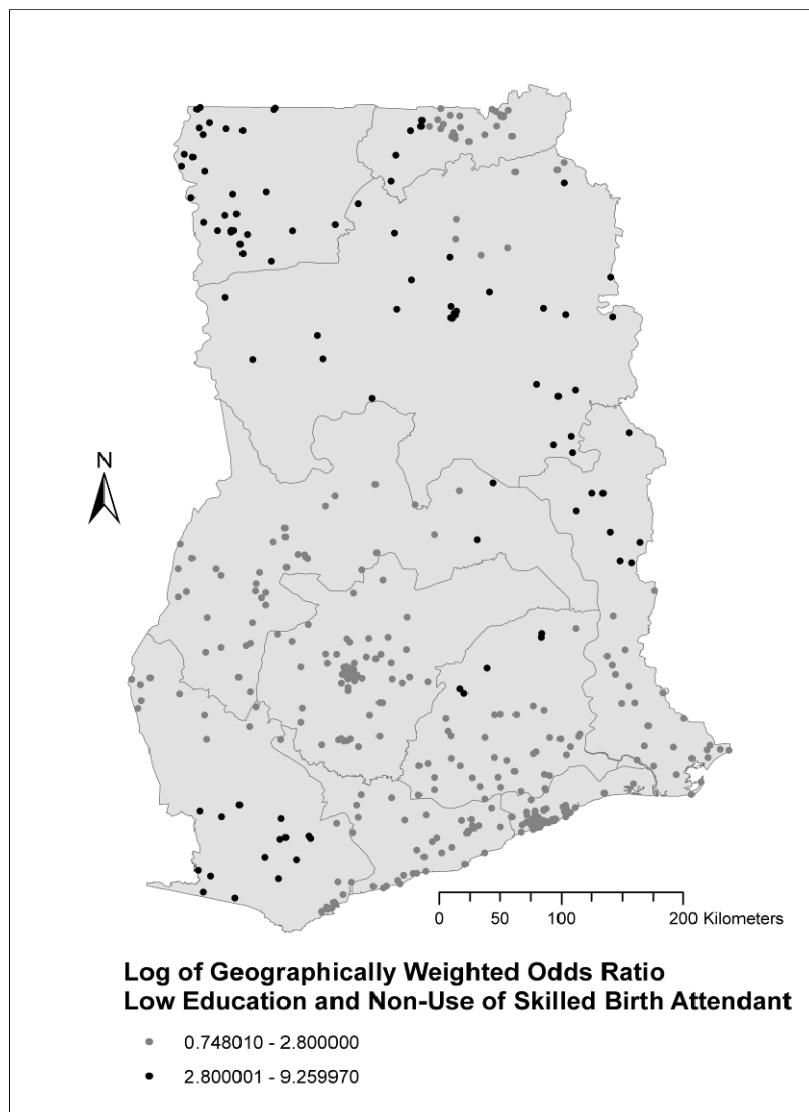 N
0 50 100 200 Kilometers
Log of Geographically Weighted Odds Ratio
Low Education and Non-Use of Skilled Birth Attendant
0.748010 - 2.800000
2.800001 - 9.259970